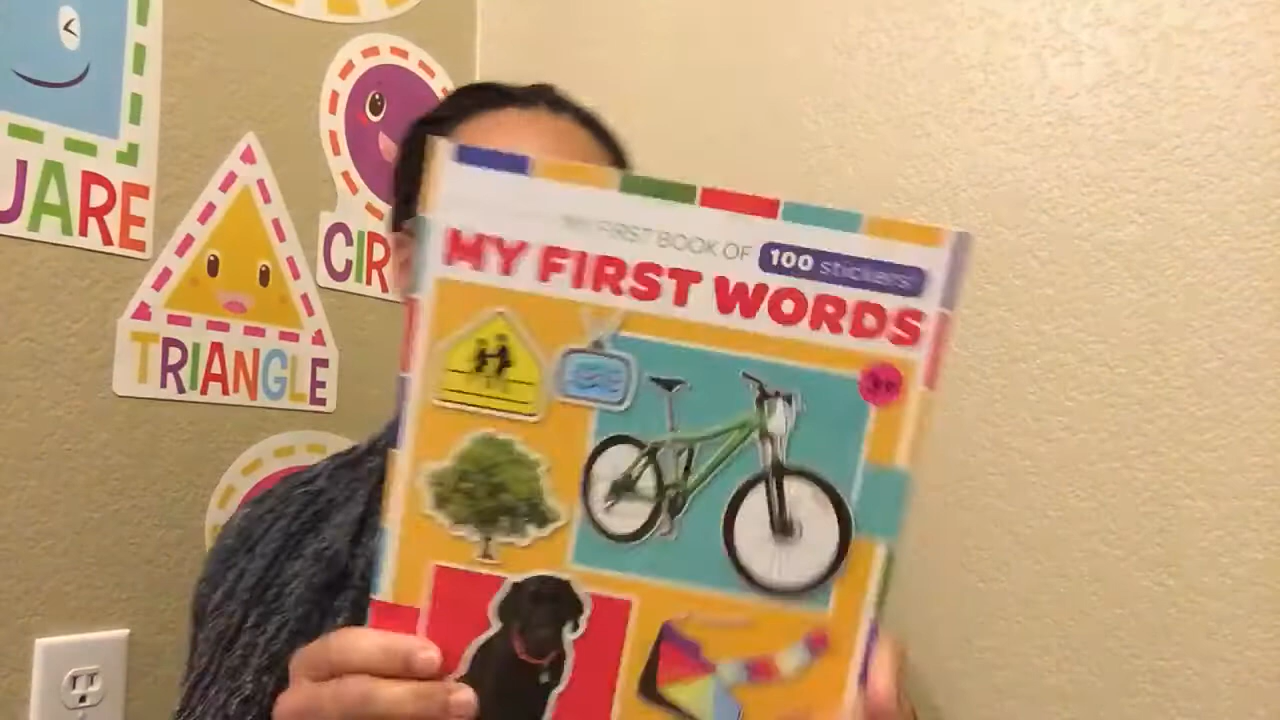 UARE
CIR
TRIANGLE
MY FIRST BOOK OF 100 stickers!
MY FIRST WORDS
3+